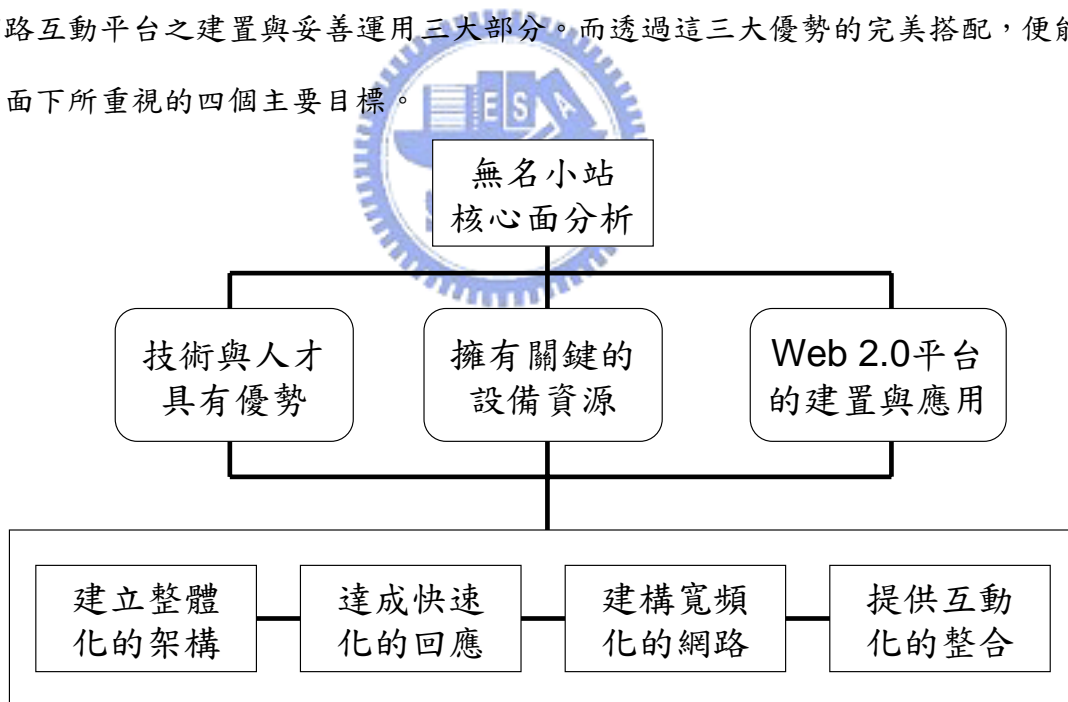 路互動平台之建置與妥善運用三大部分。而透過這三大優勢的完美搭配，便能
面下所重視的四個主要目標。
ESA
無名小站
核心面分析
技術與人才
具有優勢
擁有關鍵的
設備資源
Web 2.0平台
的建置與應用
建立整體
化的架構
達成快速
化的回應
建構寬頻
化的網路
提供互動
化的整合